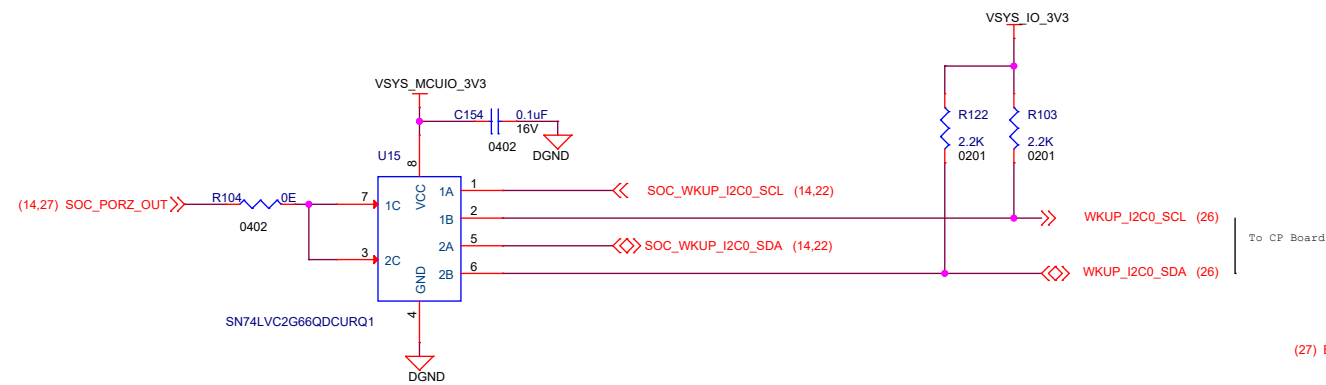 VSYS_IO_3V3
VSYS_MCUIO_3V3
C154 0.1uF
16V
0402
DGND
R122 R103
2.2K 2.2K
0201 0201
U15
8
VCC
(14,27) SOC_PORZ_OUT R104 0E 7 1C
0402
3 2C
1A 1 SOC_WKUP_I2C0_SCL (14,22)
1B 2 WKUP_I2C0_SCL (26)
2A 5 SOC_WKUP_I2C0_SDA (14,22)
To CP Board
2B 6 WKUP_I2C0_SDA (26)
GND
4
SN74LVC2G66QDCURQ1
DGND
(27)